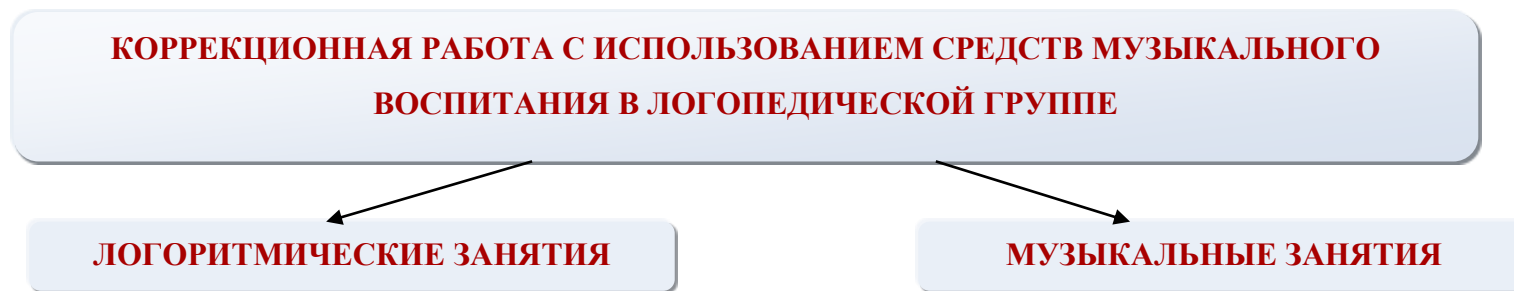 КОРРЕКЦИОННАЯ РАБОТА С ИСПОЛЬЗОВАНИЕМ СРЕДСТВ МУЗЫКАЛЬНОГО
ВОСПИТАНИЯ В ЛОГОПЕДИЧЕСКОЙ ГРУППЕ
ЛОГОРИТМИЧЕСКИЕ ЗАНЯТИЯ
МУЗЫКАЛЬНЫЕ ЗАНЯТИЯ